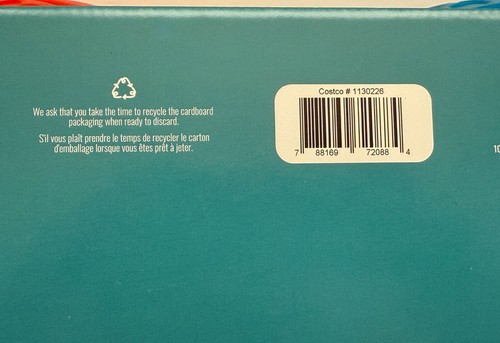 We ask that you take the time to recycle the cardboard
packaging when ready to discard.
S'il vous plaît prendre le temps de recycler le carton
d'emballage lorsque vous êtes prêt à jeter.
Costco # 1130226
7 88169 72088 4
10